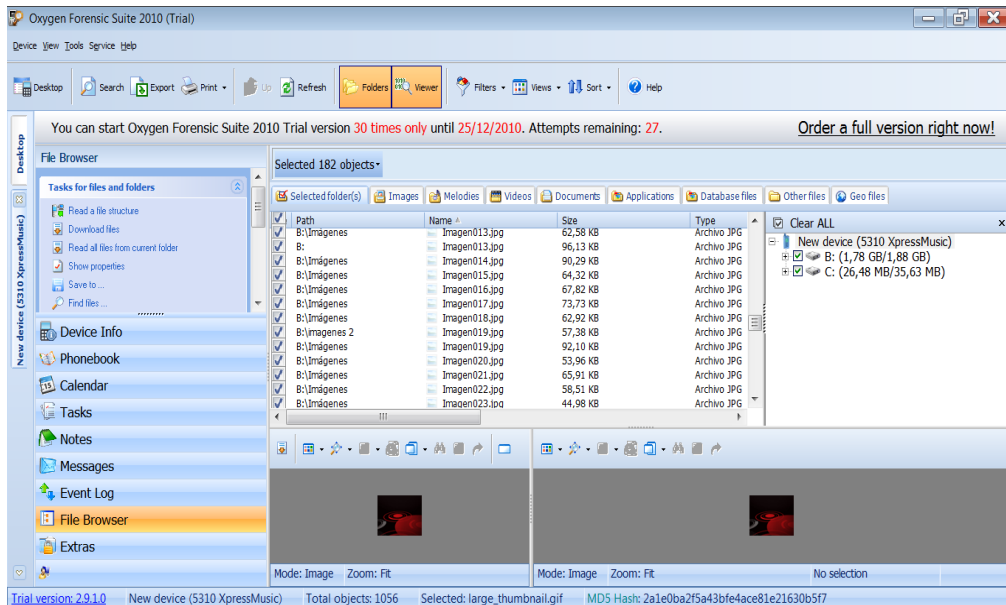 Oxygen Forensic Suite 2010 (Trial)
Device View Tools Service Help
Desktop Search Export Print Up Refresh Folders Viewer Filters Views Sort Help
You can start Oxygen Forensic Suite 2010 Trial version 30 times only until 25/12/2010. Attempts remaining: 27. Order a full version right now!
Desktop
New device (5310 XpressMusic)
File Browser
Tasks for files and folders
Read a file structure
Download files
Read all files from current folder
Show properties
Save to ...
Find files ...
Device Info
Phonebook
Calendar
Tasks
Notes
Messages
Event Log
File Browser
Extras
Selected 182 objects
Selected folder(s) Images Melodies Videos Documents Applications Database files Other files Geo files
Path Name Size Type
B:\Imágenes Imagen013.jpg 62,58 KB Archivo JPG
B: Imagen013.jpg 96,13 KB Archivo JPG
B:\Imágenes Imagen014.jpg 90,29 KB Archivo JPG
B:\Imágenes Imagen015.jpg 64,32 KB Archivo JPG
B:\Imágenes Imagen016.jpg 67,82 KB Archivo JPG
B:\Imágenes Imagen017.jpg 73,73 KB Archivo JPG
B:\Imágenes Imagen018.jpg 62,92 KB Archivo JPG
B:\imagenes 2 Imagen019.jpg 57,38 KB Archivo JPG
B:\Imágenes Imagen019.jpg 92,10 KB Archivo JPG
B:\Imágenes Imagen020.jpg 53,96 KB Archivo JPG
B:\Imágenes Imagen021.jpg 65,91 KB Archivo JPG
B:\Imágenes Imagen022.jpg 58,51 KB Archivo JPG
B:\Imágenes Imagen023.jpg 44,98 KB Archivo JPG
Clear ALL x
New device (5310 XpressMusic)
B: (1,78 GB/1,88 GB)
C: (26,48 MB/35,63 MB)
Mode: Image Zoom: Fit
Mode: Image Zoom: Fit No selection
Trial version: 2.9.1.0 New device (5310 XpressMusic) Total objects: 1056 Selected: large_thumbnail.gif MD5 Hash: 2a1e0ba2f5a43bfe4ace81e21630b5f7